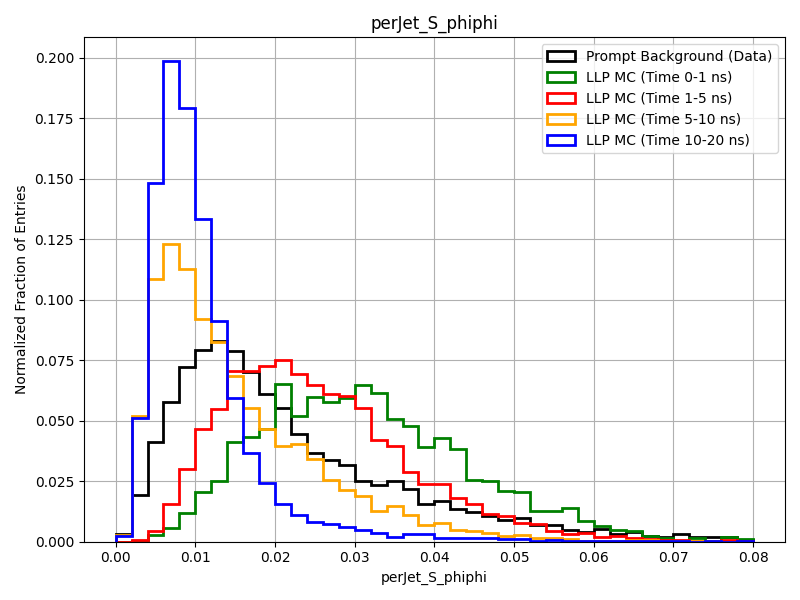 perJet_S_phiphi
Prompt Background (Data)
LLP MC (Time 0-1 ns)
LLP MC (Time 1-5 ns)
LLP MC (Time 5-10 ns)
LLP MC (Time 10-20 ns)
Normalized Fraction of Entries
0.200
0.175
0.150
0.125
0.100
0.075
0.050
0.025
0.000
0.00 0.01 0.02 0.03 0.04 0.05 0.06 0.07 0.08
perJet_S_phiphi